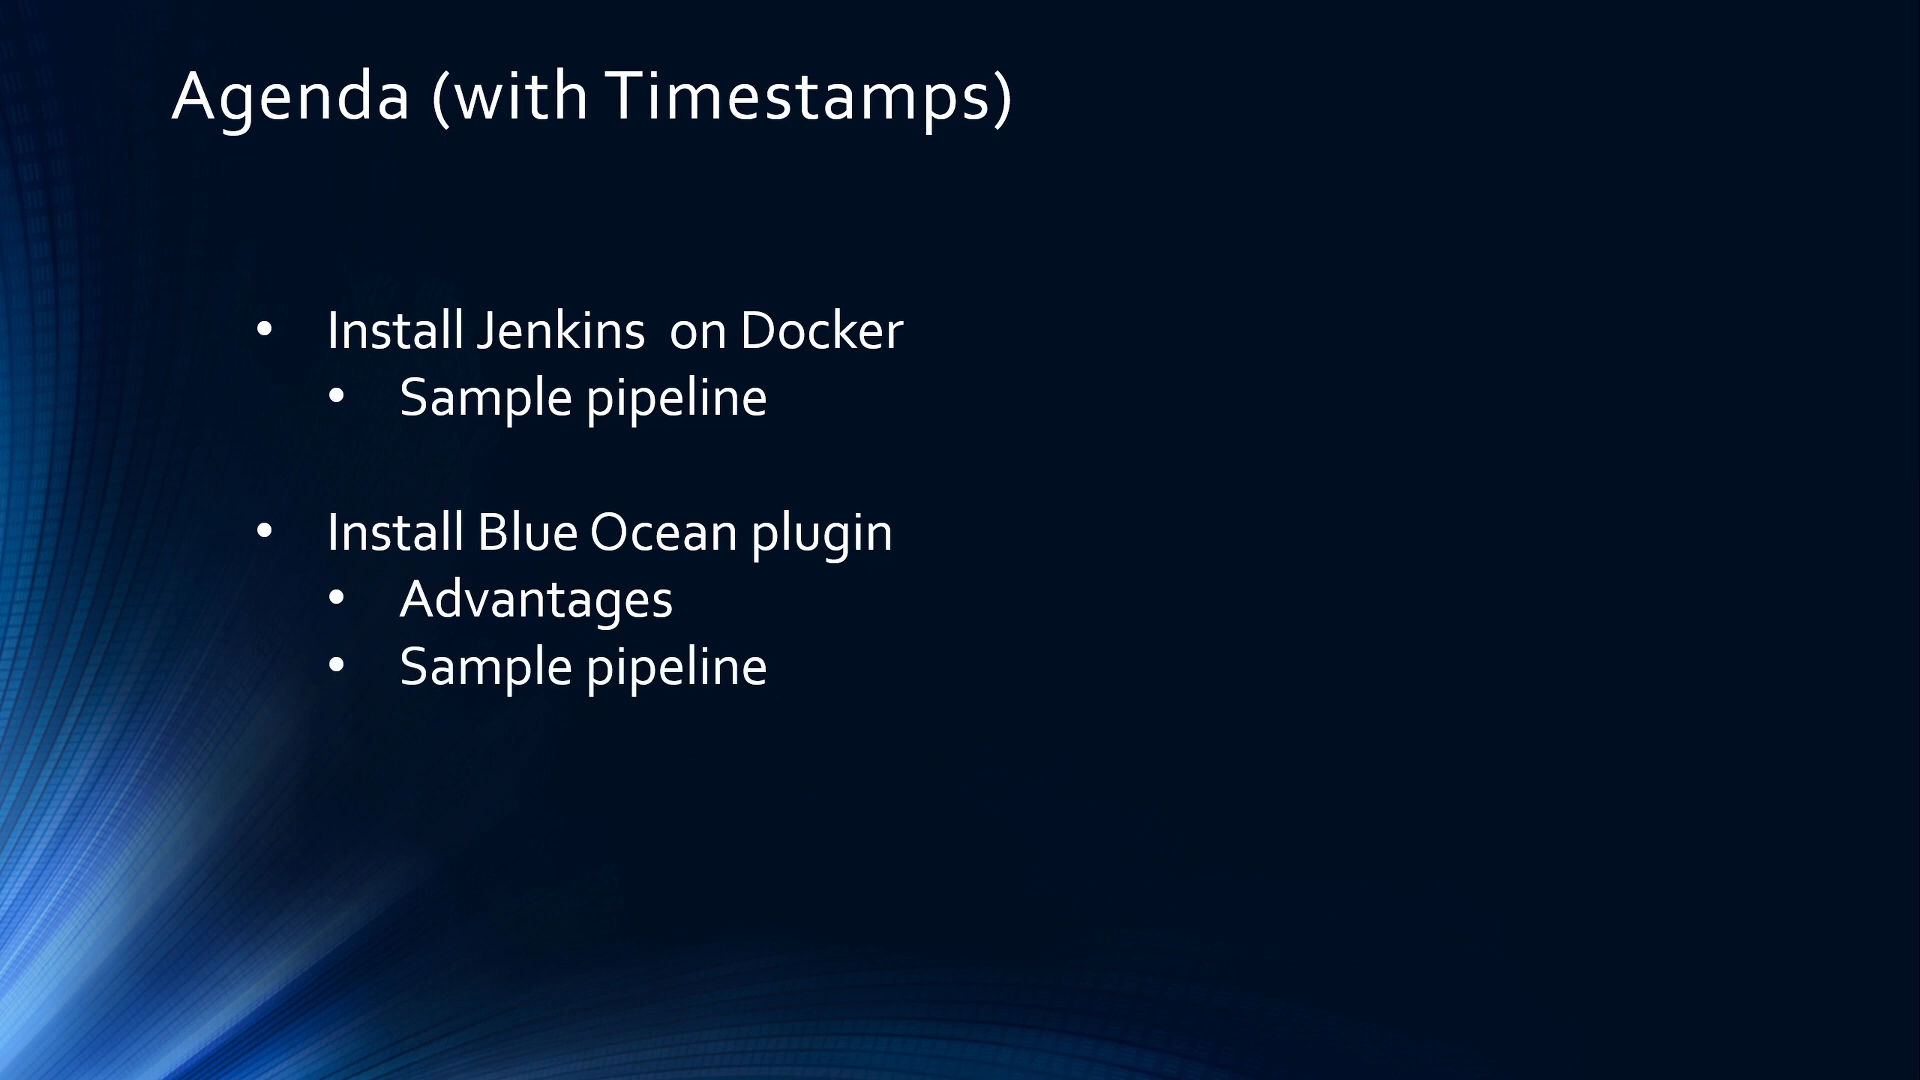 Agenda (with Timestamps)
• Install Jenkins  on Docker
• Sample pipeline
• Install Blue Ocean plugin
• Advantages
• Sample pipeline